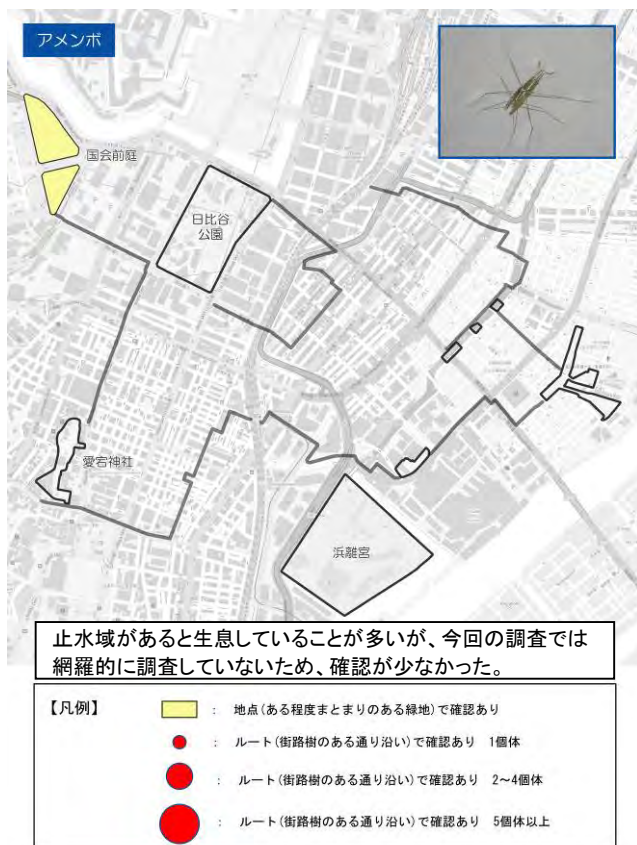 アメンボ
国会前庭
日比谷
公園
愛宕神社
浜離宮
止水域があると生息していることが多いが、今回の調査では
網羅的に調査していないため、確認が少なかった。
【凡例】
： 地点(ある程度まとまりのある緑地)で確認あり
： ルート(街路樹のある通り沿い)で確認あり 1個体
： ルート(街路樹のある通り沿い)で確認あり 2～4個体
： ルート(街路樹のある通り沿い)で確認あり 5個体以上